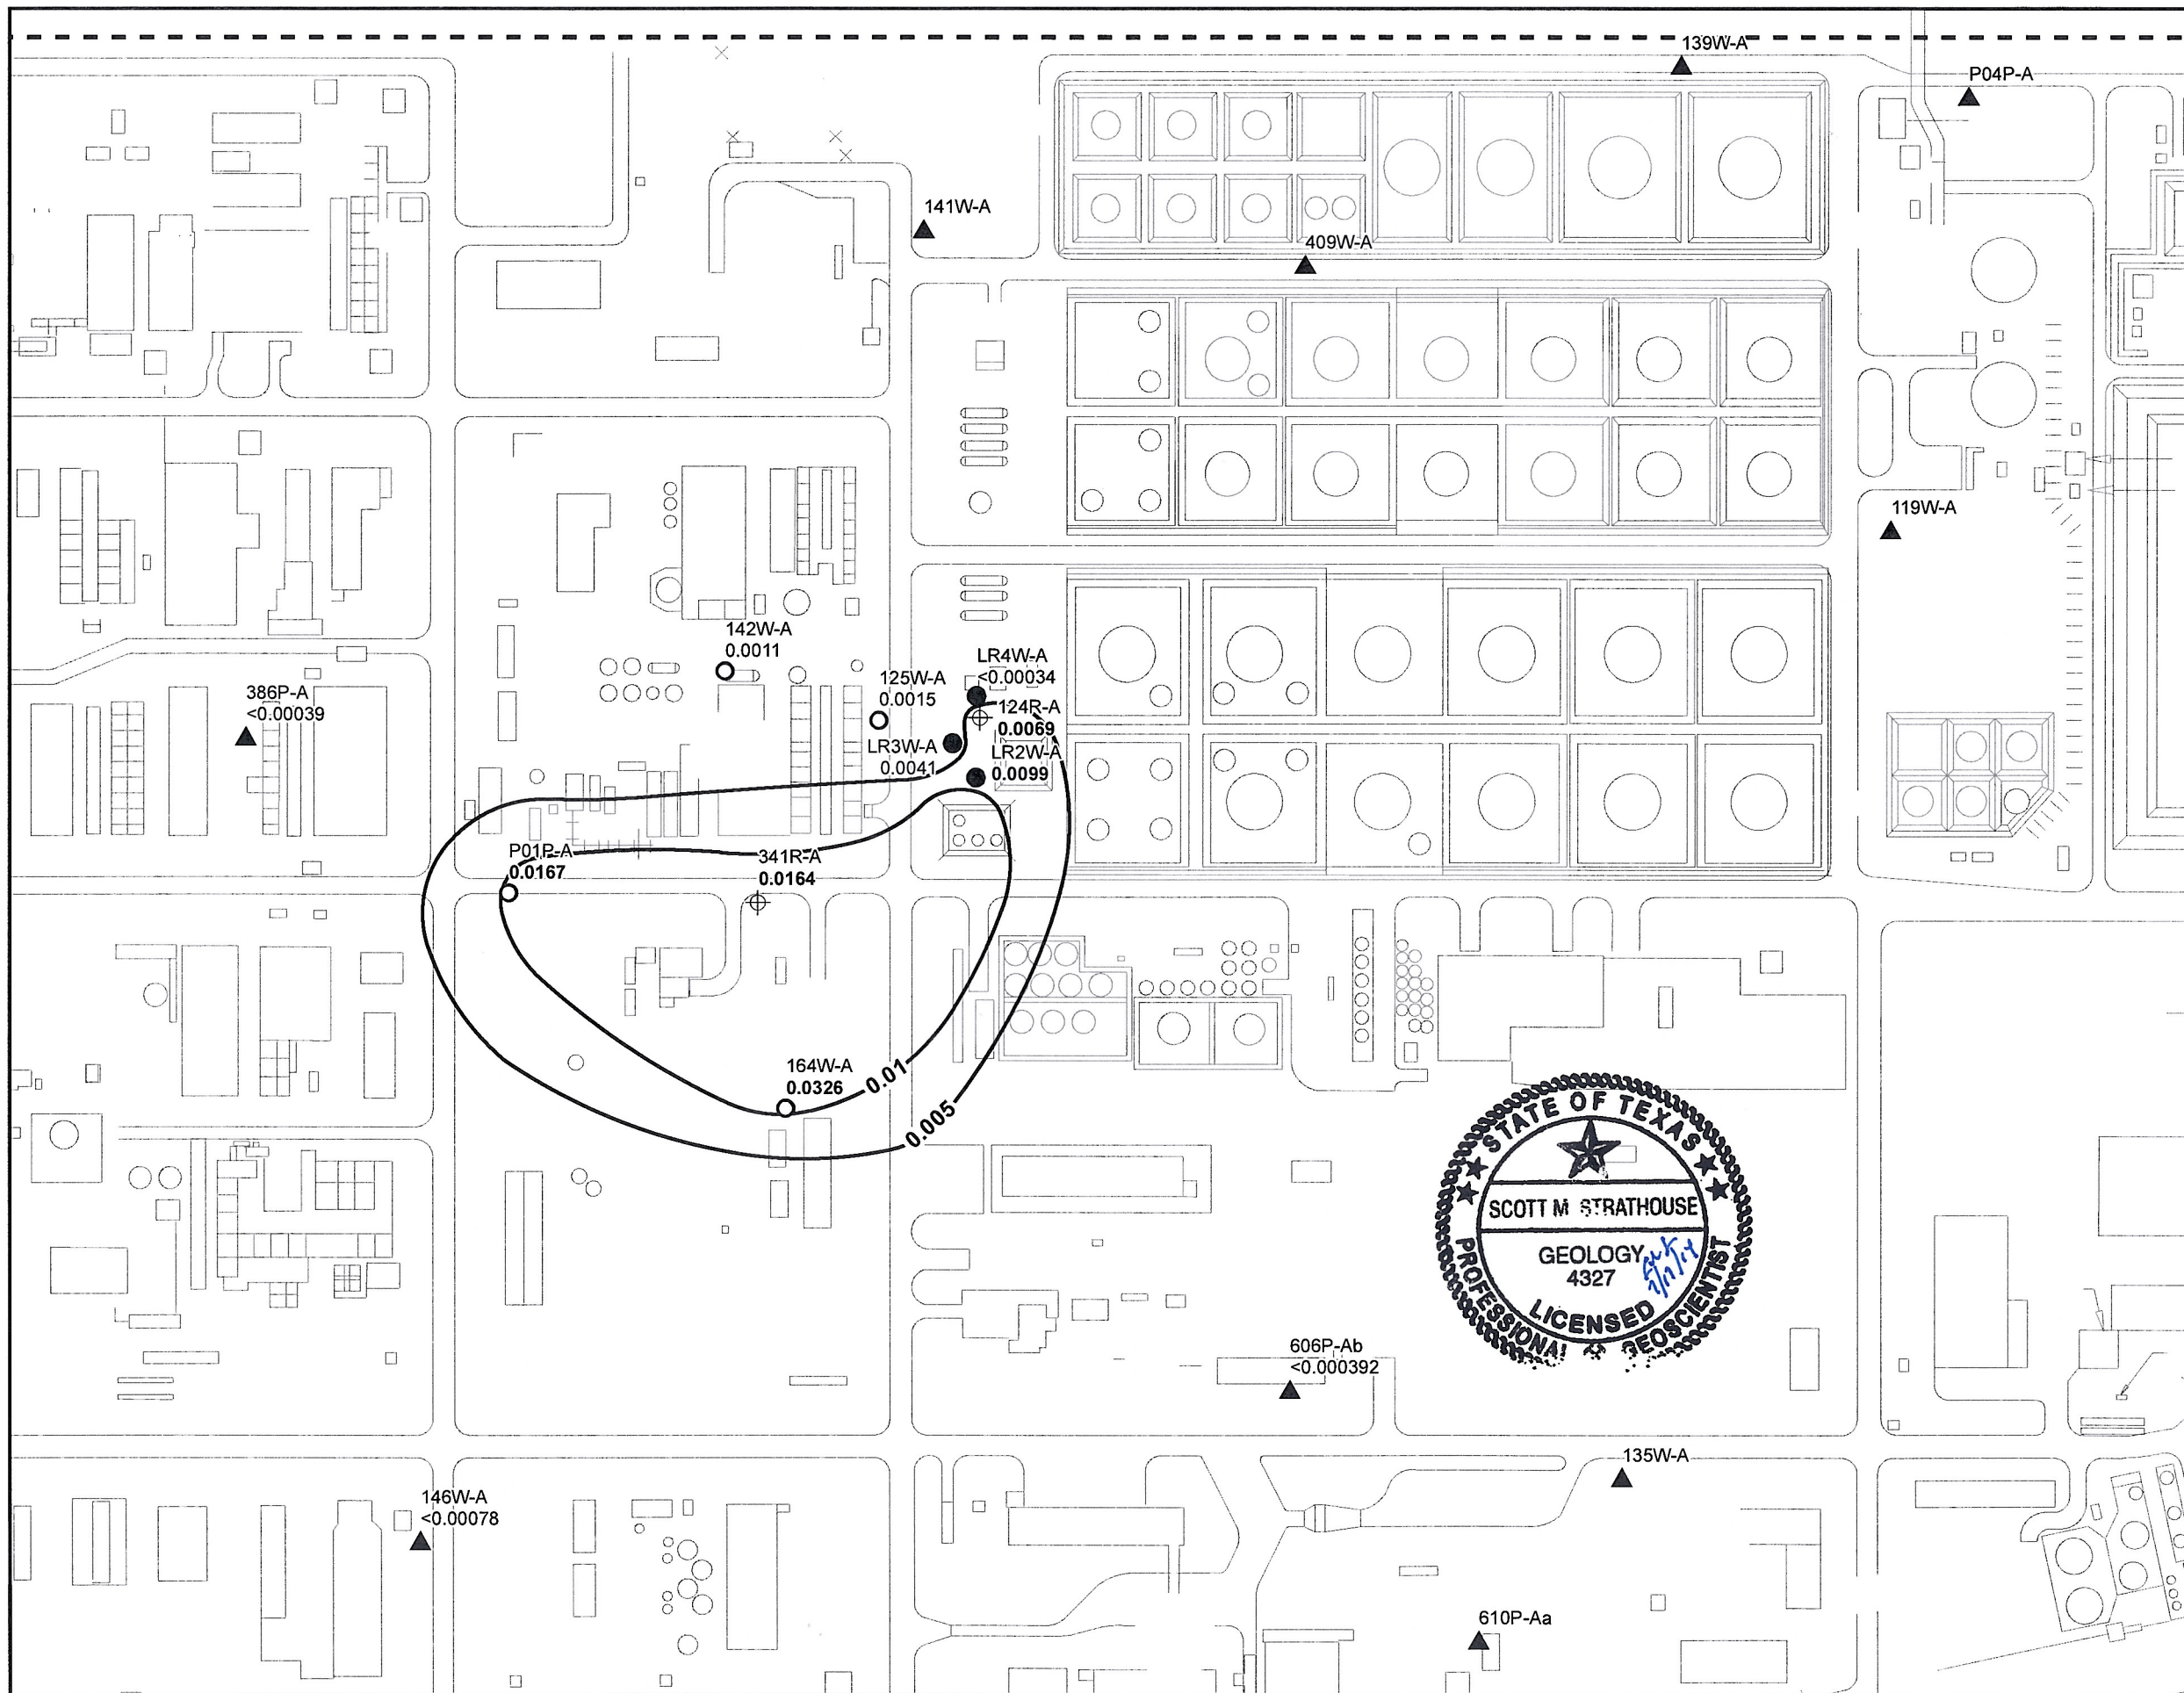 139W-A
P04P-A
141W-A
409W-A
119W-A
142W-A
0.0011
LR4W-A
<0.00034
125W-A
0.0015
386P-A
<0.00039
124R-A
0.0069
LR3W-A
0.0041
LR2W-A
0.0099
P01P-A
0.0167
341R-A
0.0164
164W-A
0.0326
0.01
0.005
STATE OF TEXAS
SCOTT M. STRATHOUSE
GEOLOGY
4327
LICENSED
PROFESSIONAL GEOSCIENTIST
606P-Ab
<0.000392
135W-A
146W-A
<0.00078
610P-Aa